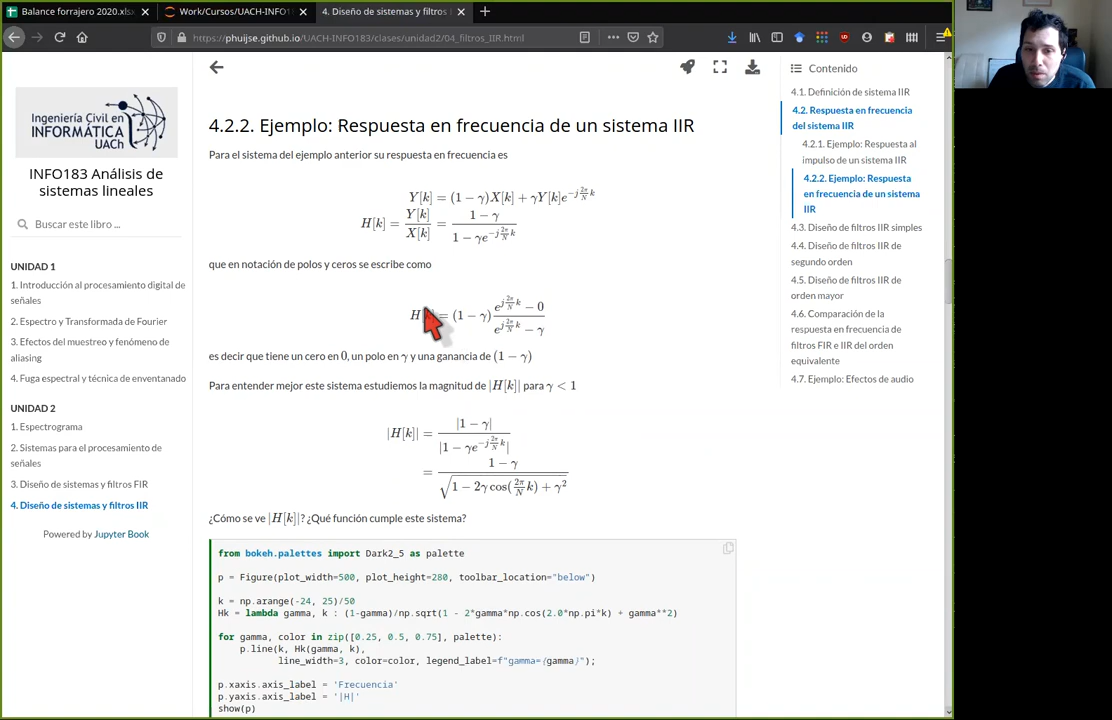 Balance forrajero 2020.xlsx
Work/Cursos/UACH-INFO1
4. Diseño de sistemas y filtros
https://phuijse.github.io/UACH-INFO183/clases/unidad2/04_filtros_IIR.html
Ingeniería Civil en
INFORMÁTICA
UACh
INFO183 Análisis de
sistemas lineales
Buscar este libro ...
UNIDAD 1
1. Introducción al procesamiento digital de
señales
2. Espectro y Transformada de Fourier
3. Efectos del muestreo y fenómeno de
aliasing
4. Fuga espectral y técnica de enventanado
UNIDAD 2
1. Espectrograma
2. Sistemas para el procesamiento de
señales
3. Diseño de sistemas y filtros FIR
4. Diseño de sistemas y filtros IIR
Powered by Jupyter Book
4.2.2. Ejemplo: Respuesta en frecuencia de un sistema IIR
Para el sistema del ejemplo anterior su respuesta en frecuencia es
Y[k] = (1 − γ)X[k] + γY[k]e^{−j\frac{2π}{N}k}
H[k] = \frac{Y[k]}{X[k]} = \frac{1 − γ}{1 − γe^{−j\frac{2π}{N}k}}
que en notación de polos y ceros se escribe como
H[k] = (1 − γ)\frac{e^{j\frac{2π}{N}k} − 0}{e^{j\frac{2π}{N}k} − γ}
es decir que tiene un cero en 0, un polo en γ y una ganancia de (1 − γ)
Para entender mejor este sistema estudiemos la magnitud de |H[k]| para γ < 1
|H[k]| = \frac{|1 − γ|}{|1 − γe^{−j\frac{2π}{N}k}|}
= \frac{1 − γ}{\sqrt{1 − 2γ cos(\frac{2π}{N}k) + γ^2}}
¿Cómo se ve |H[k]|? ¿Qué función cumple este sistema?
from bokeh.palettes import Dark2_5 as palette
p = Figure(plot_width=500, plot_height=280, toolbar_location="below")
k = np.arange(-24, 25)/50
Hk = lambda gamma, k : (1-gamma)/np.sqrt(1 - 2*gamma*np.cos(2.0*np.pi*k) + gamma**2)
for gamma, color in zip([0.25, 0.5, 0.75], palette):
p.line(k, Hk(gamma, k),
line_width=3, color=color, legend_label=f"gamma={gamma}");
p.xaxis.axis_label = 'Frecuencia'
p.yaxis.axis_label = '|H|'
show(p)
Contenido
4.1. Definición de sistema IIR
4.2. Respuesta en frecuencia
del sistema IIR
4.2.1. Ejemplo: Respuesta al
impulso de un sistema IIR
4.2.2. Ejemplo: Respuesta
en frecuencia de un sistema
IIR
4.3. Diseño de filtros IIR simples
4.4. Diseño de filtros IIR de
segundo orden
4.5. Diseño de filtros IIR de
orden mayor
4.6. Comparación de la
respuesta en frecuencia de
filtros FIR e IIR del orden
equivalente
4.7. Ejemplo: Efectos de audio